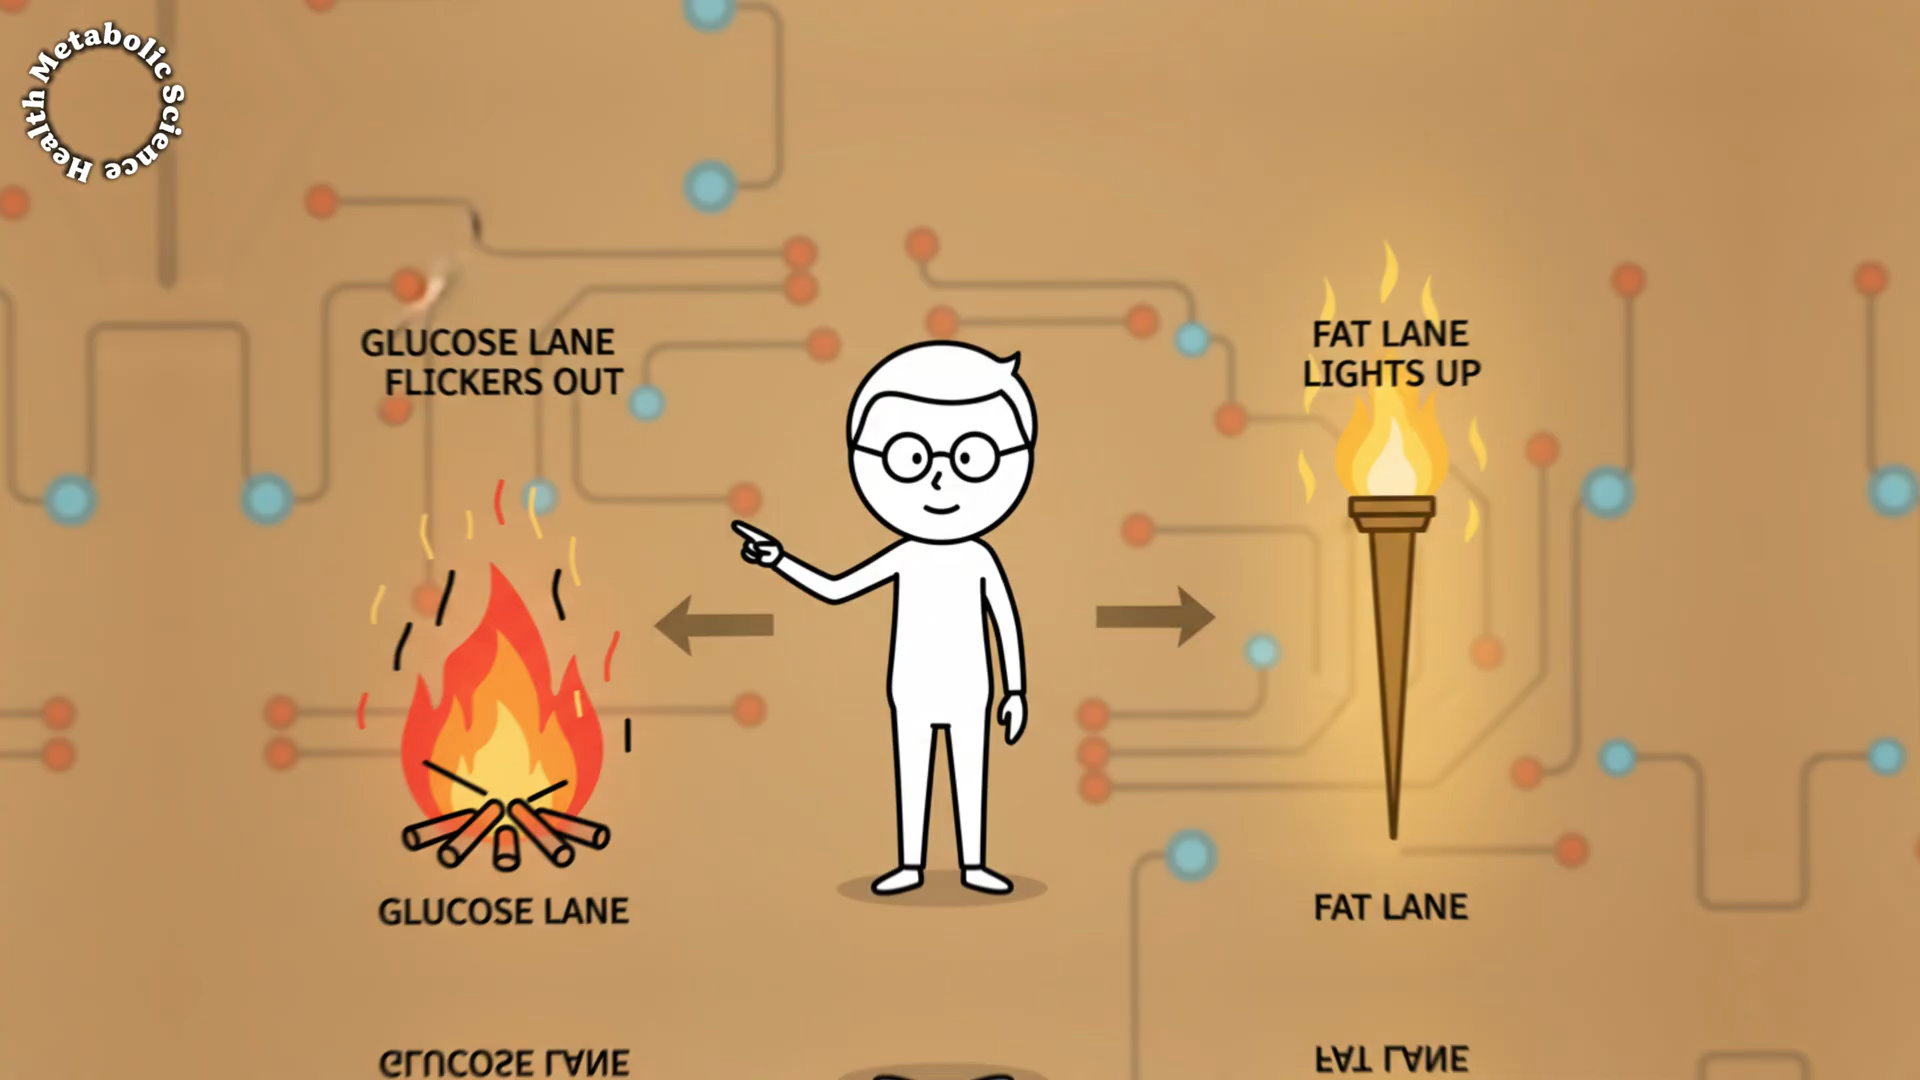 Metabolic Science Health
GLUCOSE LANE
FLICKERS OUT
FAT LANE
LIGHTS UP
GLUCOSE LANE
FAT LANE
GLUCOSE LANE
FAT LANE